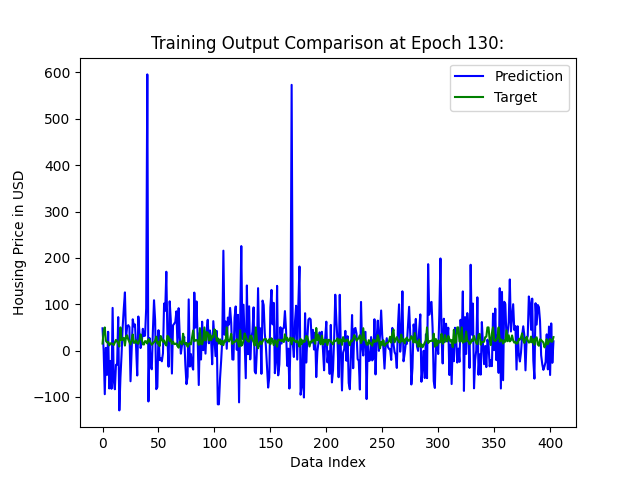 Training Output Comparison at Epoch 130:
600
500
400
300
200
100
0
−100
Housing Price in USD
Prediction
Target
0 50 100 150 200 250 300 350 400
Data Index